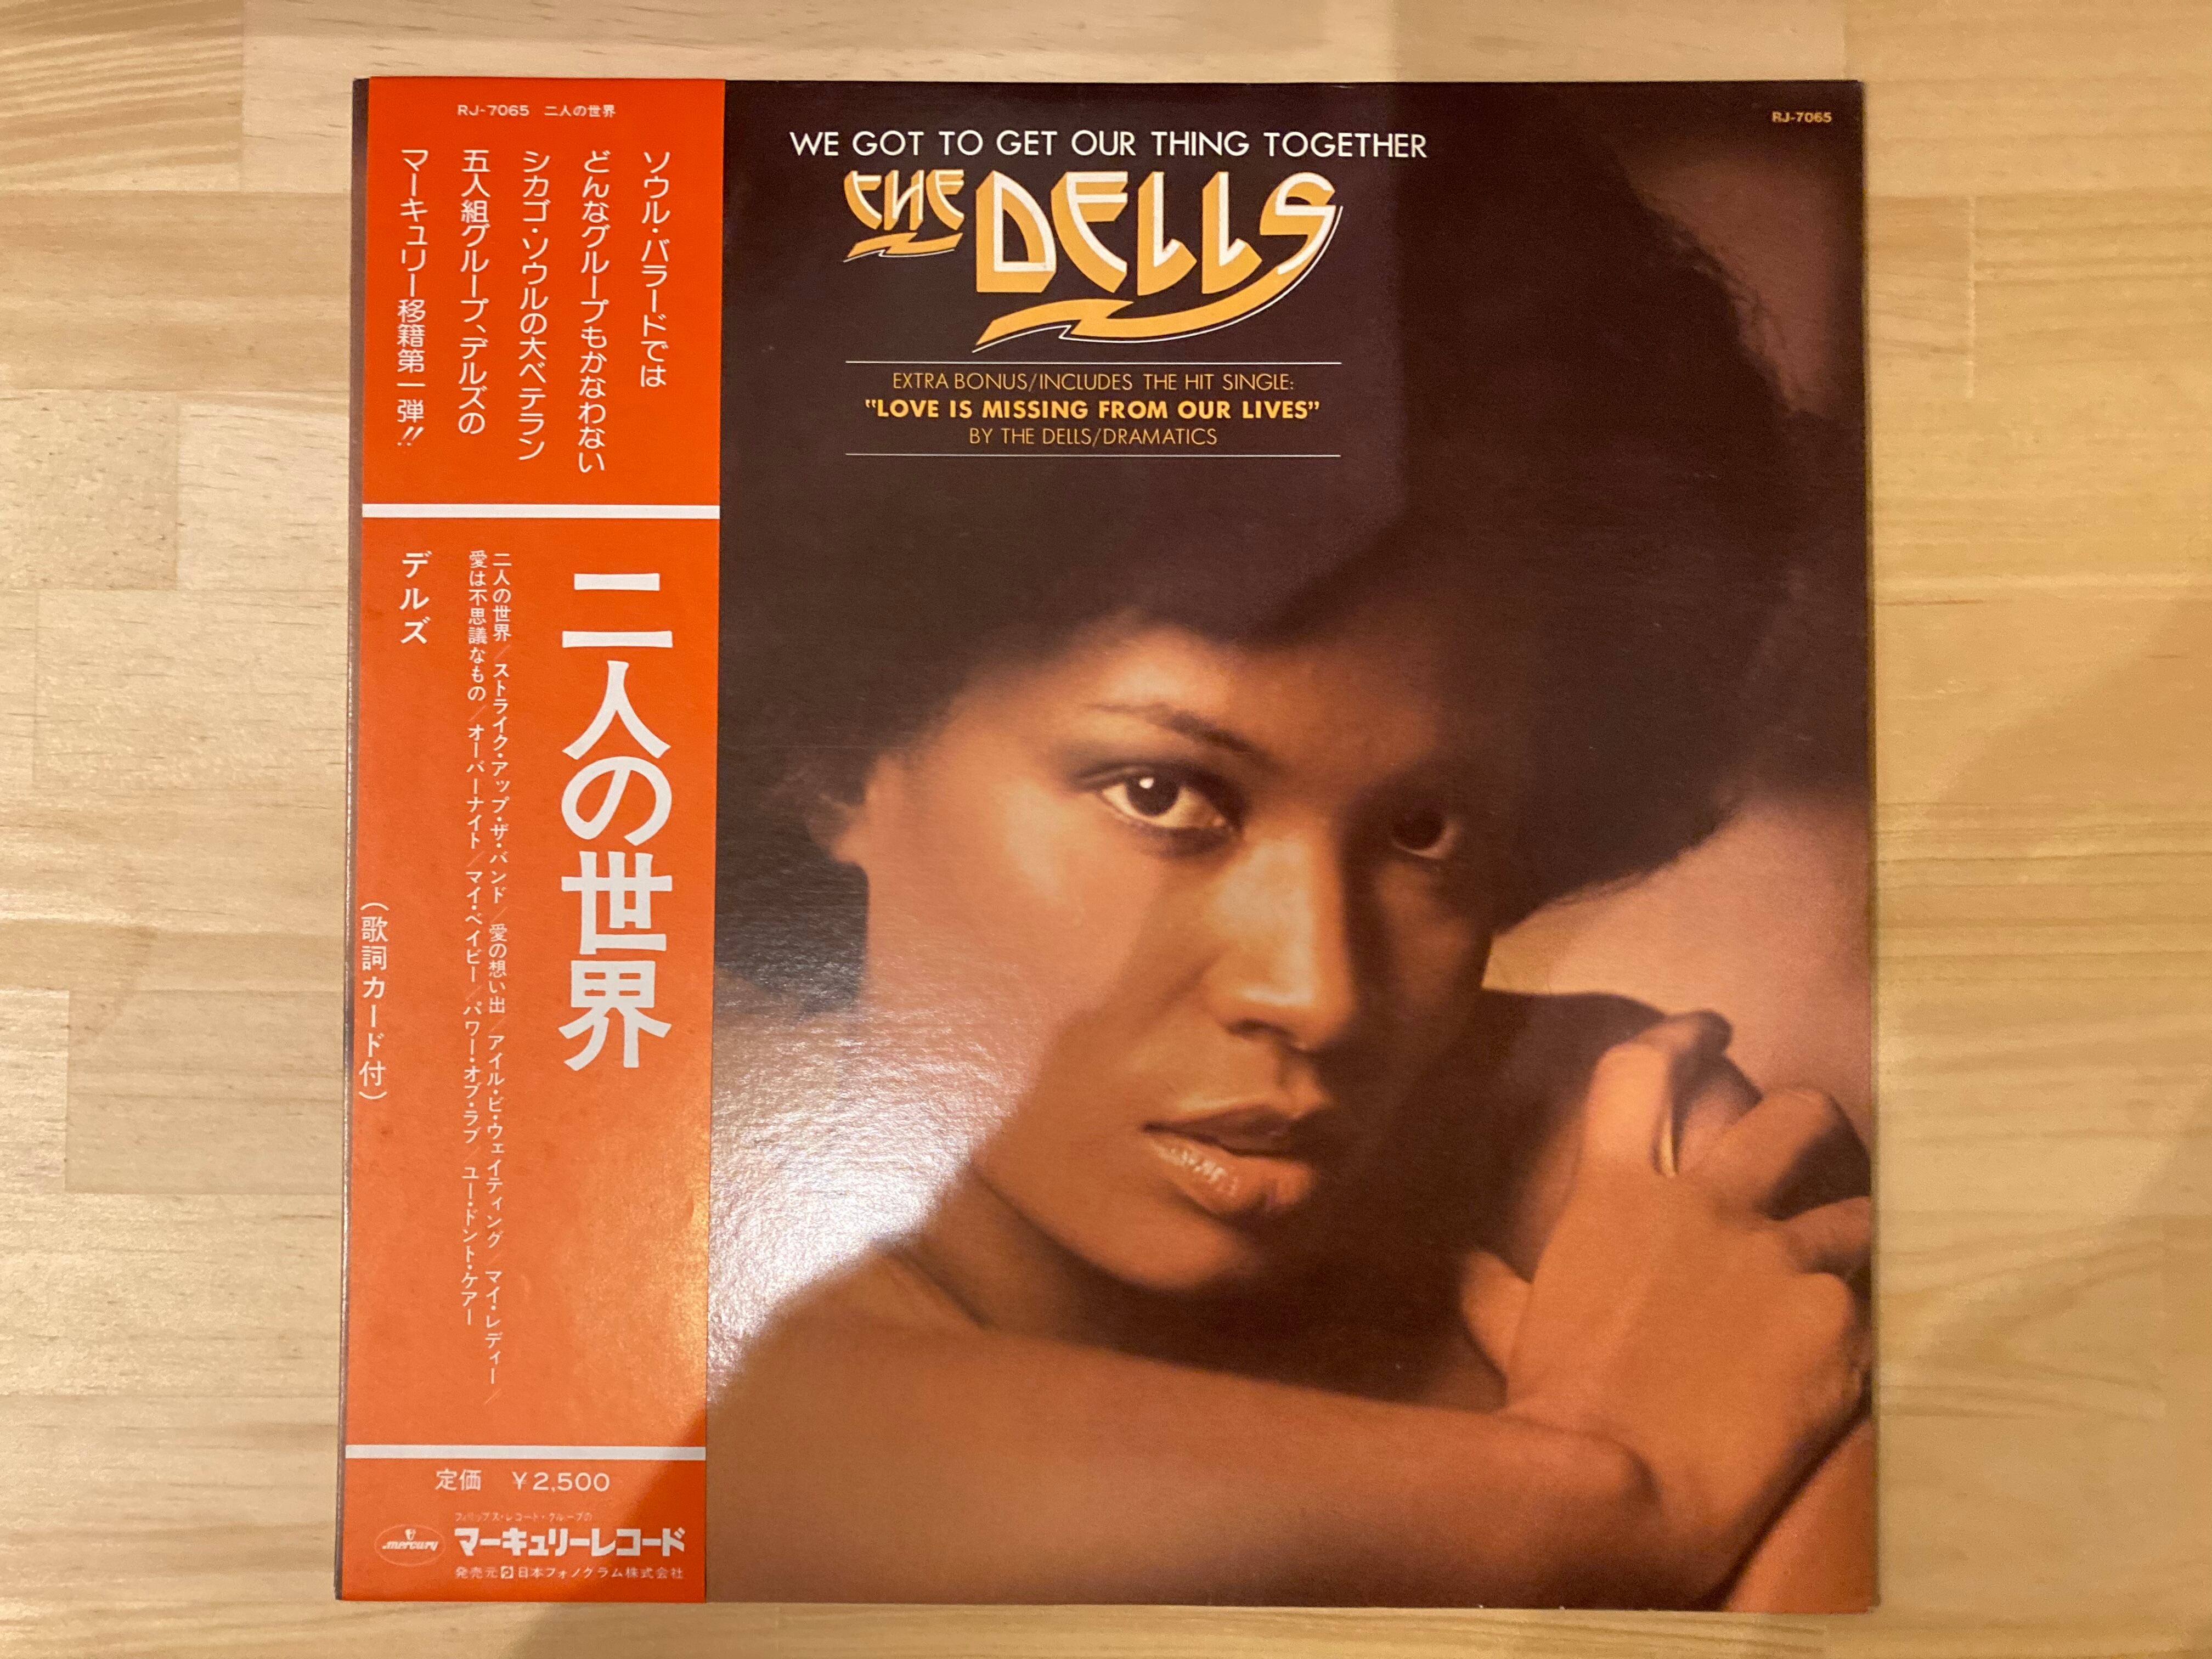 RJ-7065 二人の世界
ソウル・バラードでは
どんなグループもかなわない
シカゴ・ソウルの大ベテラン
五人組グループ、デルズの
マーキュリー移籍第一弾!!
二人の世界
二人の世界／ストライク・アップ・ザ・バンド／愛の想い出／アイル・ビ・ウェイティング／マイ・レディー／
愛は不思議なもの／オーバーナイト／マイ・ベイビー／パワー・オブ・ラブ／ユー・ドント・ケアー
デルズ
（歌詞カード付）
定価 ￥2,500
フィリップス・レコード・グループの
mercury
マーキュリーレコード
発売元 日本フォノグラム株式会社
RJ-7065
WE GOT TO GET OUR THING TOGETHER
THE DELLS
EXTRA BONUS/INCLUDES THE HIT SINGLE:
"LOVE IS MISSING FROM OUR LIVES"
BY THE DELLS/DRAMATICS